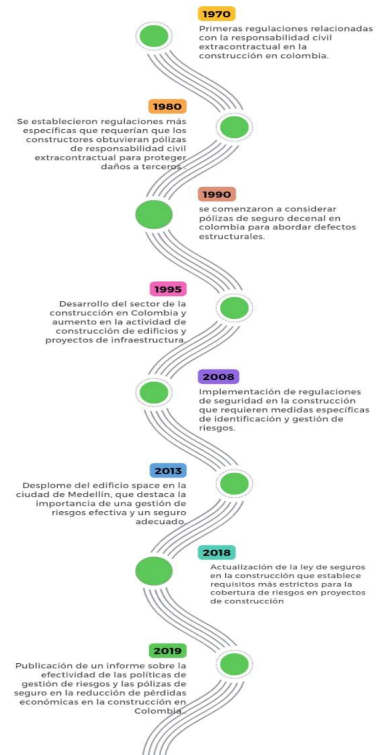 1970
Primeras regulaciones relacionadas
con la responsabilidad civil
extracontractual en la
construcción en colombia.
1980
Se establecieron regulaciones más
específicas que requerían que los
constructores obtuvieran pólizas
de responsabilidad civil
extracontractual para proteger
daños a terceros .
1990
se comenzaron a considerar
pólizas de seguro decenal en
colombia para abordar defectos
estructurales.
1995
Desarrollo del sector de la
construcción en Colombia y
aumento en la actividad de
construcción de edificios y
proyectos de infraestructura.
2008
Implementación de regulaciones
de seguridad en la construcción
que requieren medidas específicas
de identificación y gestión de
riesgos.
2013
Desplome del edificio space en la
ciudad de Medellín, que destaca la
importancia de una gestión de
riesgos efectiva y un seguro
adecuado.
2018
Actualización de la ley de seguros
en la construcción que establece
requisitos más estrictos para la
cobertura de riesgos en proyectos
de construcción
2019
Publicación de un informe sobre la
efectividad de las políticas de
gestión de riesgos y las pólizas de
seguro en la reducción de pérdidas
económicas en la construcción en
Colombia.